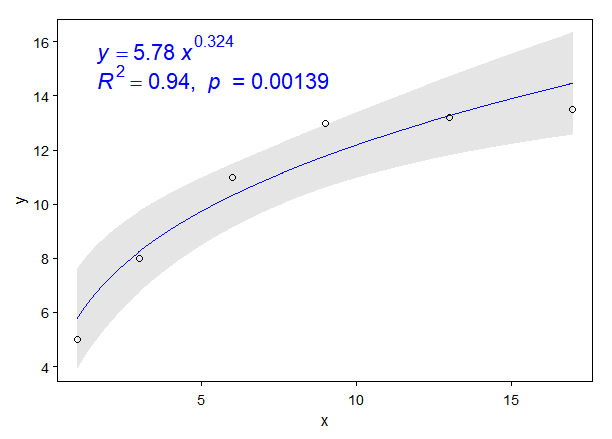 y = 5.78 x^0.324
R^2 = 0.94, p = 0.00139
16
14
12
10
8
6
4
y
5
10
15
x